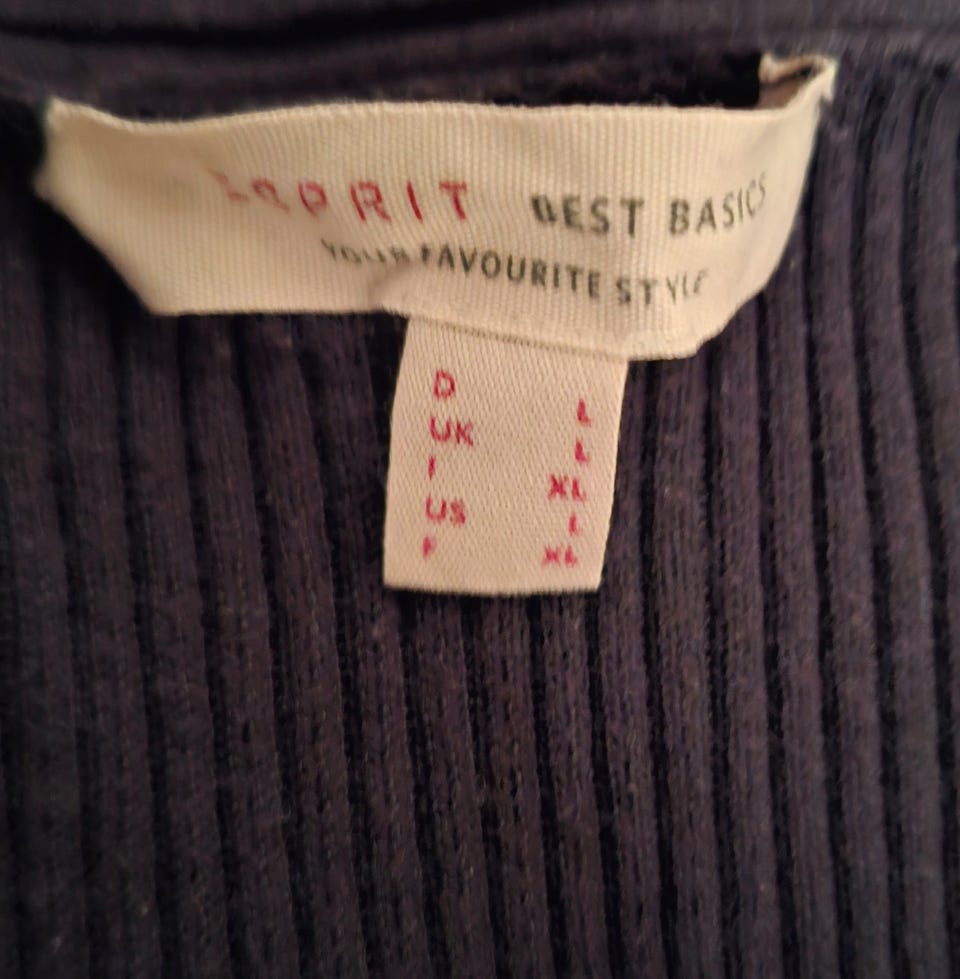 ESPRIT BEST BASICS
YOUR FAVOURITE STYLE
D L
UK L
I XL
US L
F XL